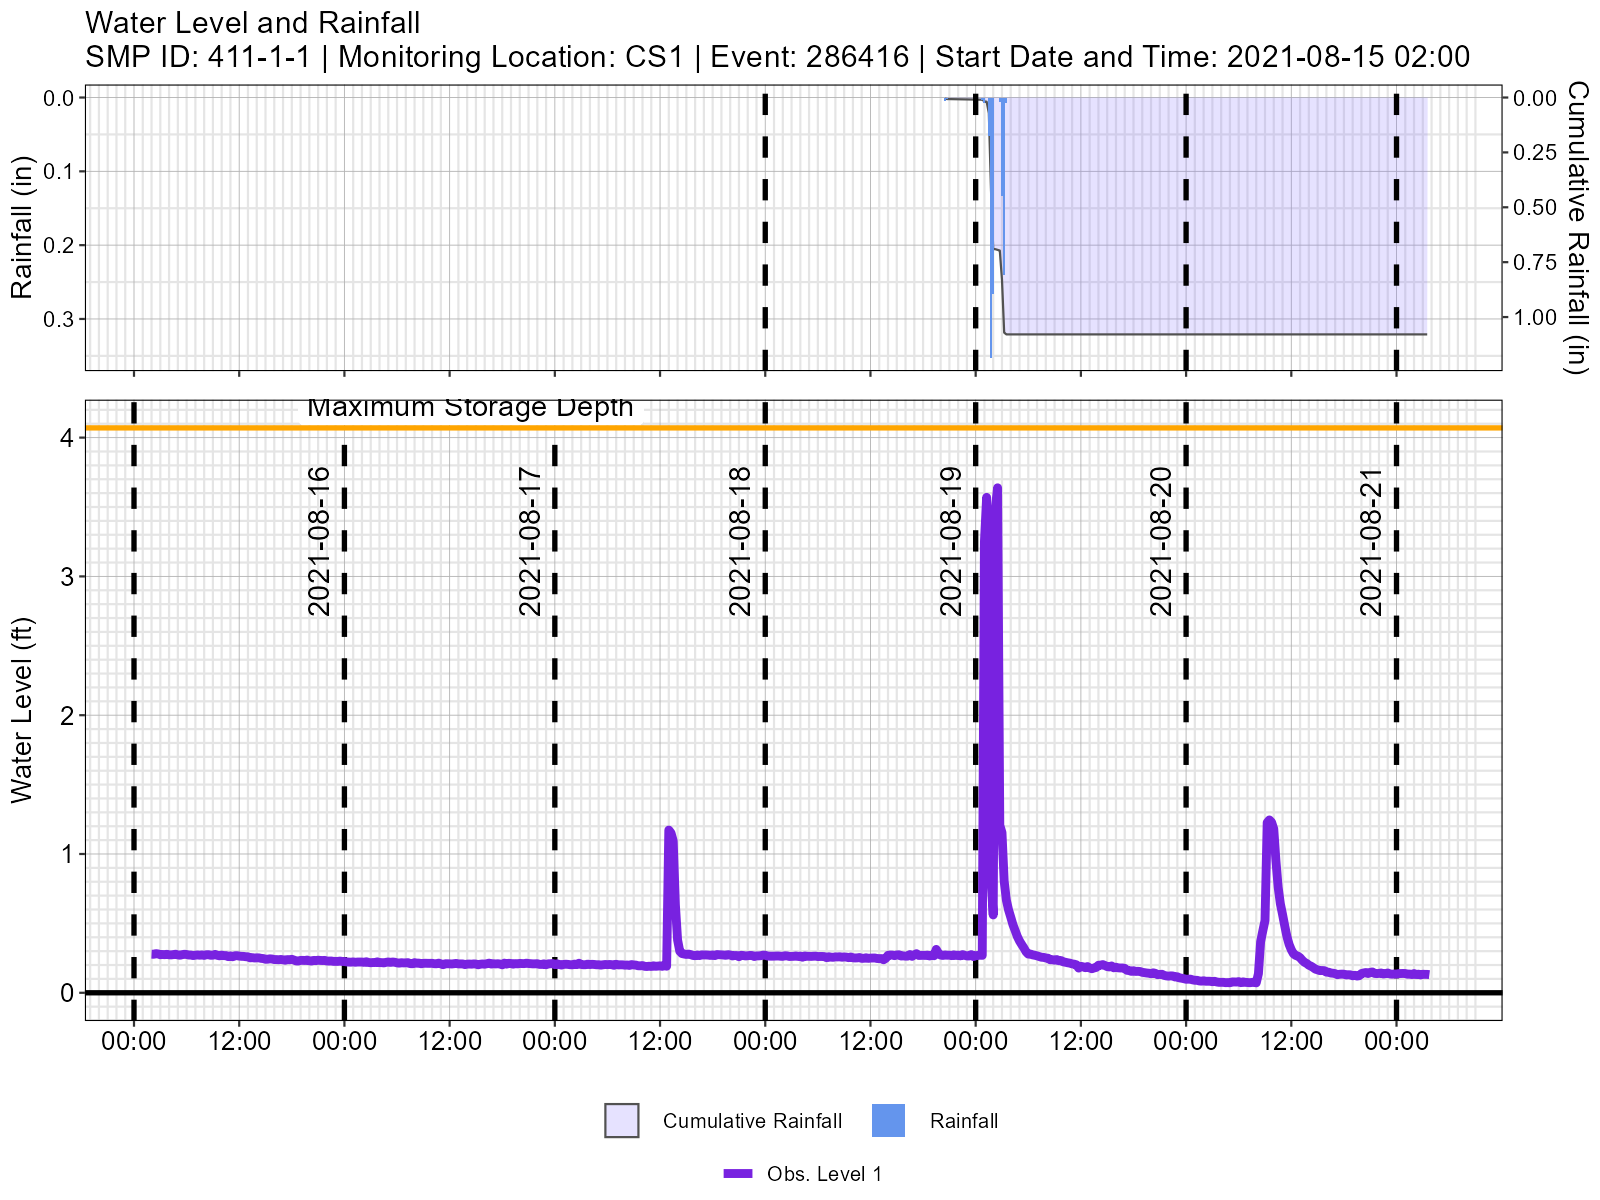 Water Level and Rainfall
SMP ID: 411-1-1 | Monitoring Location: CS1 | Event: 286416 | Start Date and Time: 2021-08-15 02:00
Rainfall (in)
0.0
0.1
0.2
0.3
0.00
0.25
0.50
0.75
1.00
Cumulative Rainfall (in)
Maximum Storage Depth
Water Level (ft)
4
3
2
1
0
2021-08-16
2021-08-17
2021-08-18
2021-08-19
2021-08-20
2021-08-21
00:00 12:00 00:00 12:00 00:00 12:00 00:00 12:00 00:00 12:00 00:00 12:00 00:00
Cumulative Rainfall
Rainfall
Obs. Level 1